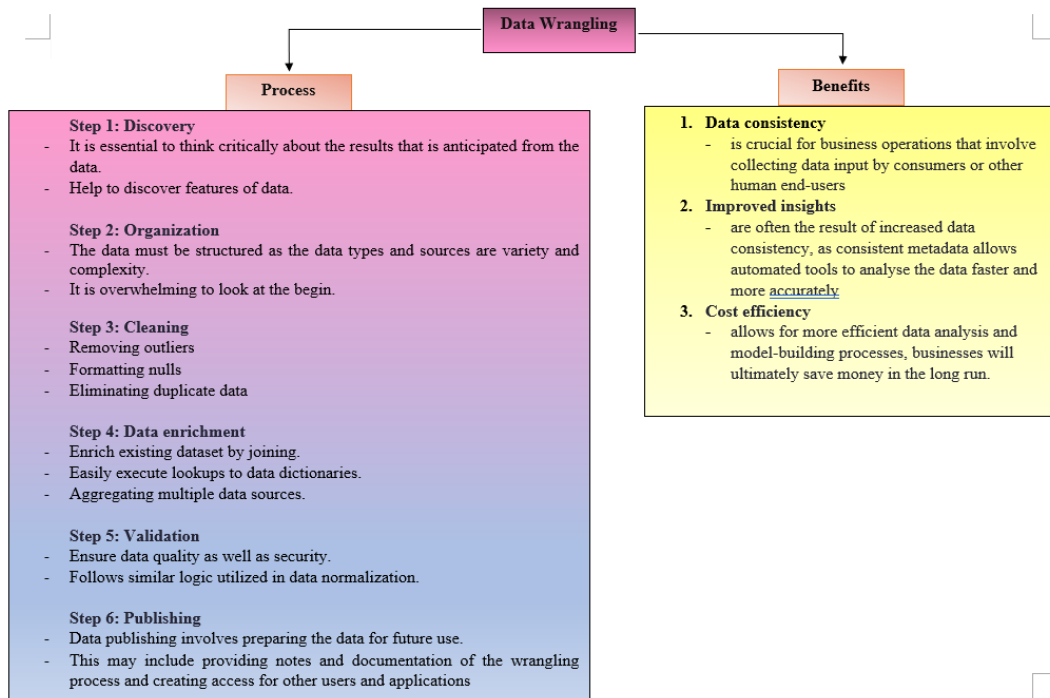 Data Wrangling
Process
Step 1: Discovery
- It is essential to think critically about the results that is anticipated from the
data.
- Help to discover features of data.
Step 2: Organization
- The data must be structured as the data types and sources are variety and
complexity.
- It is overwhelming to look at the begin.
Step 3: Cleaning
- Removing outliers
- Formatting nulls
- Eliminating duplicate data
Step 4: Data enrichment
- Enrich existing dataset by joining.
- Easily execute lookups to data dictionaries.
- Aggregating multiple data sources.
Step 5: Validation
- Ensure data quality as well as security.
- Follows similar logic utilized in data normalization.
Step 6: Publishing
- Data publishing involves preparing the data for future use.
- This may include providing notes and documentation of the wrangling
process and creating access for other users and applications
Benefits
1. Data consistency
- is crucial for business operations that involve
collecting data input by consumers or other
human end-users
2. Improved insights
- are often the result of increased data
consistency, as consistent metadata allows
automated tools to analyse the data faster and
more accurately
3. Cost efficiency
- allows for more efficient data analysis and
model-building processes, businesses will
ultimately save money in the long run.